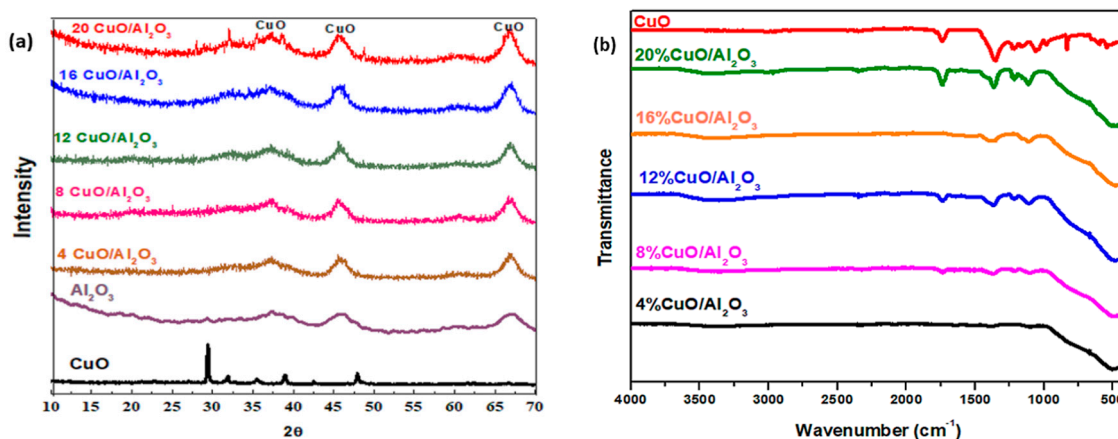 (a)
Intensity
20 CuO/Al₂O₃
CuO
CuO
CuO
16 CuO/Al₂O₃
12 CuO/Al₂O₃
8 CuO/Al₂O₃
4 CuO/Al₂O₃
Al₂O₃
CuO
10 15 20 25 30 35 40 45 50 55 60 65 70
2θ
(b)
Transmittance
CuO
20%CuO/Al₂O₃
16%CuO/Al₂O₃
12%CuO/Al₂O₃
8%CuO/Al₂O₃
4%CuO/Al₂O₃
4000 3500 3000 2500 2000 1500 1000 500
Wavenumber (cm⁻¹)